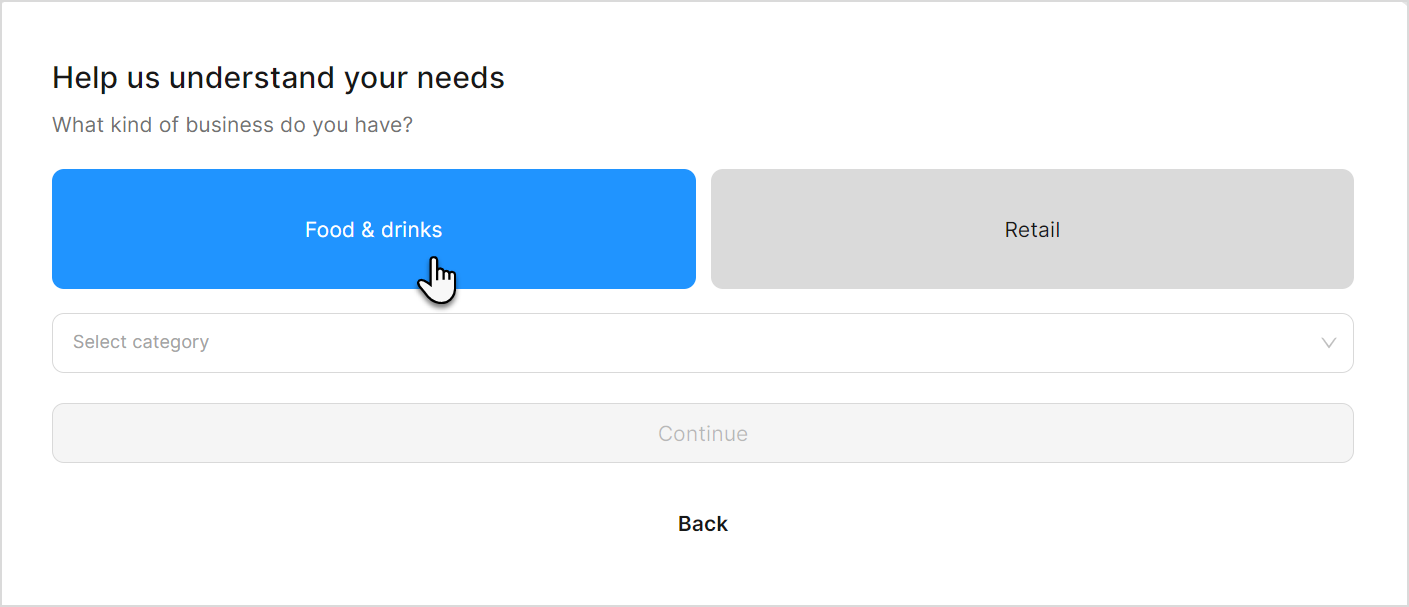 Help us understand your needs
What kind of business do you have?
Food & drinks
Retail
Select category
Continue
Back